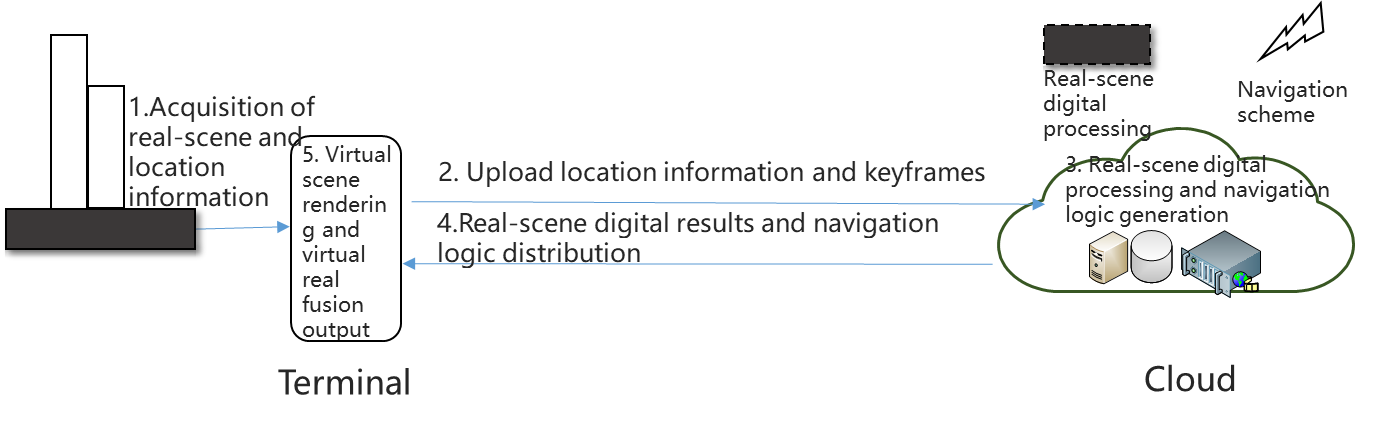 1.Acquisition of
real-scene and
location
information
5. Virtual
scene
renderin
g and
virtual
real
fusion
output
Terminal
2. Upload location information and keyframes
4.Real-scene digital results and navigation
logic distribution
Real-scene
digital
processing
Navigation
scheme
3. Real-scene digital
processing and navigation
logic generation
Cloud